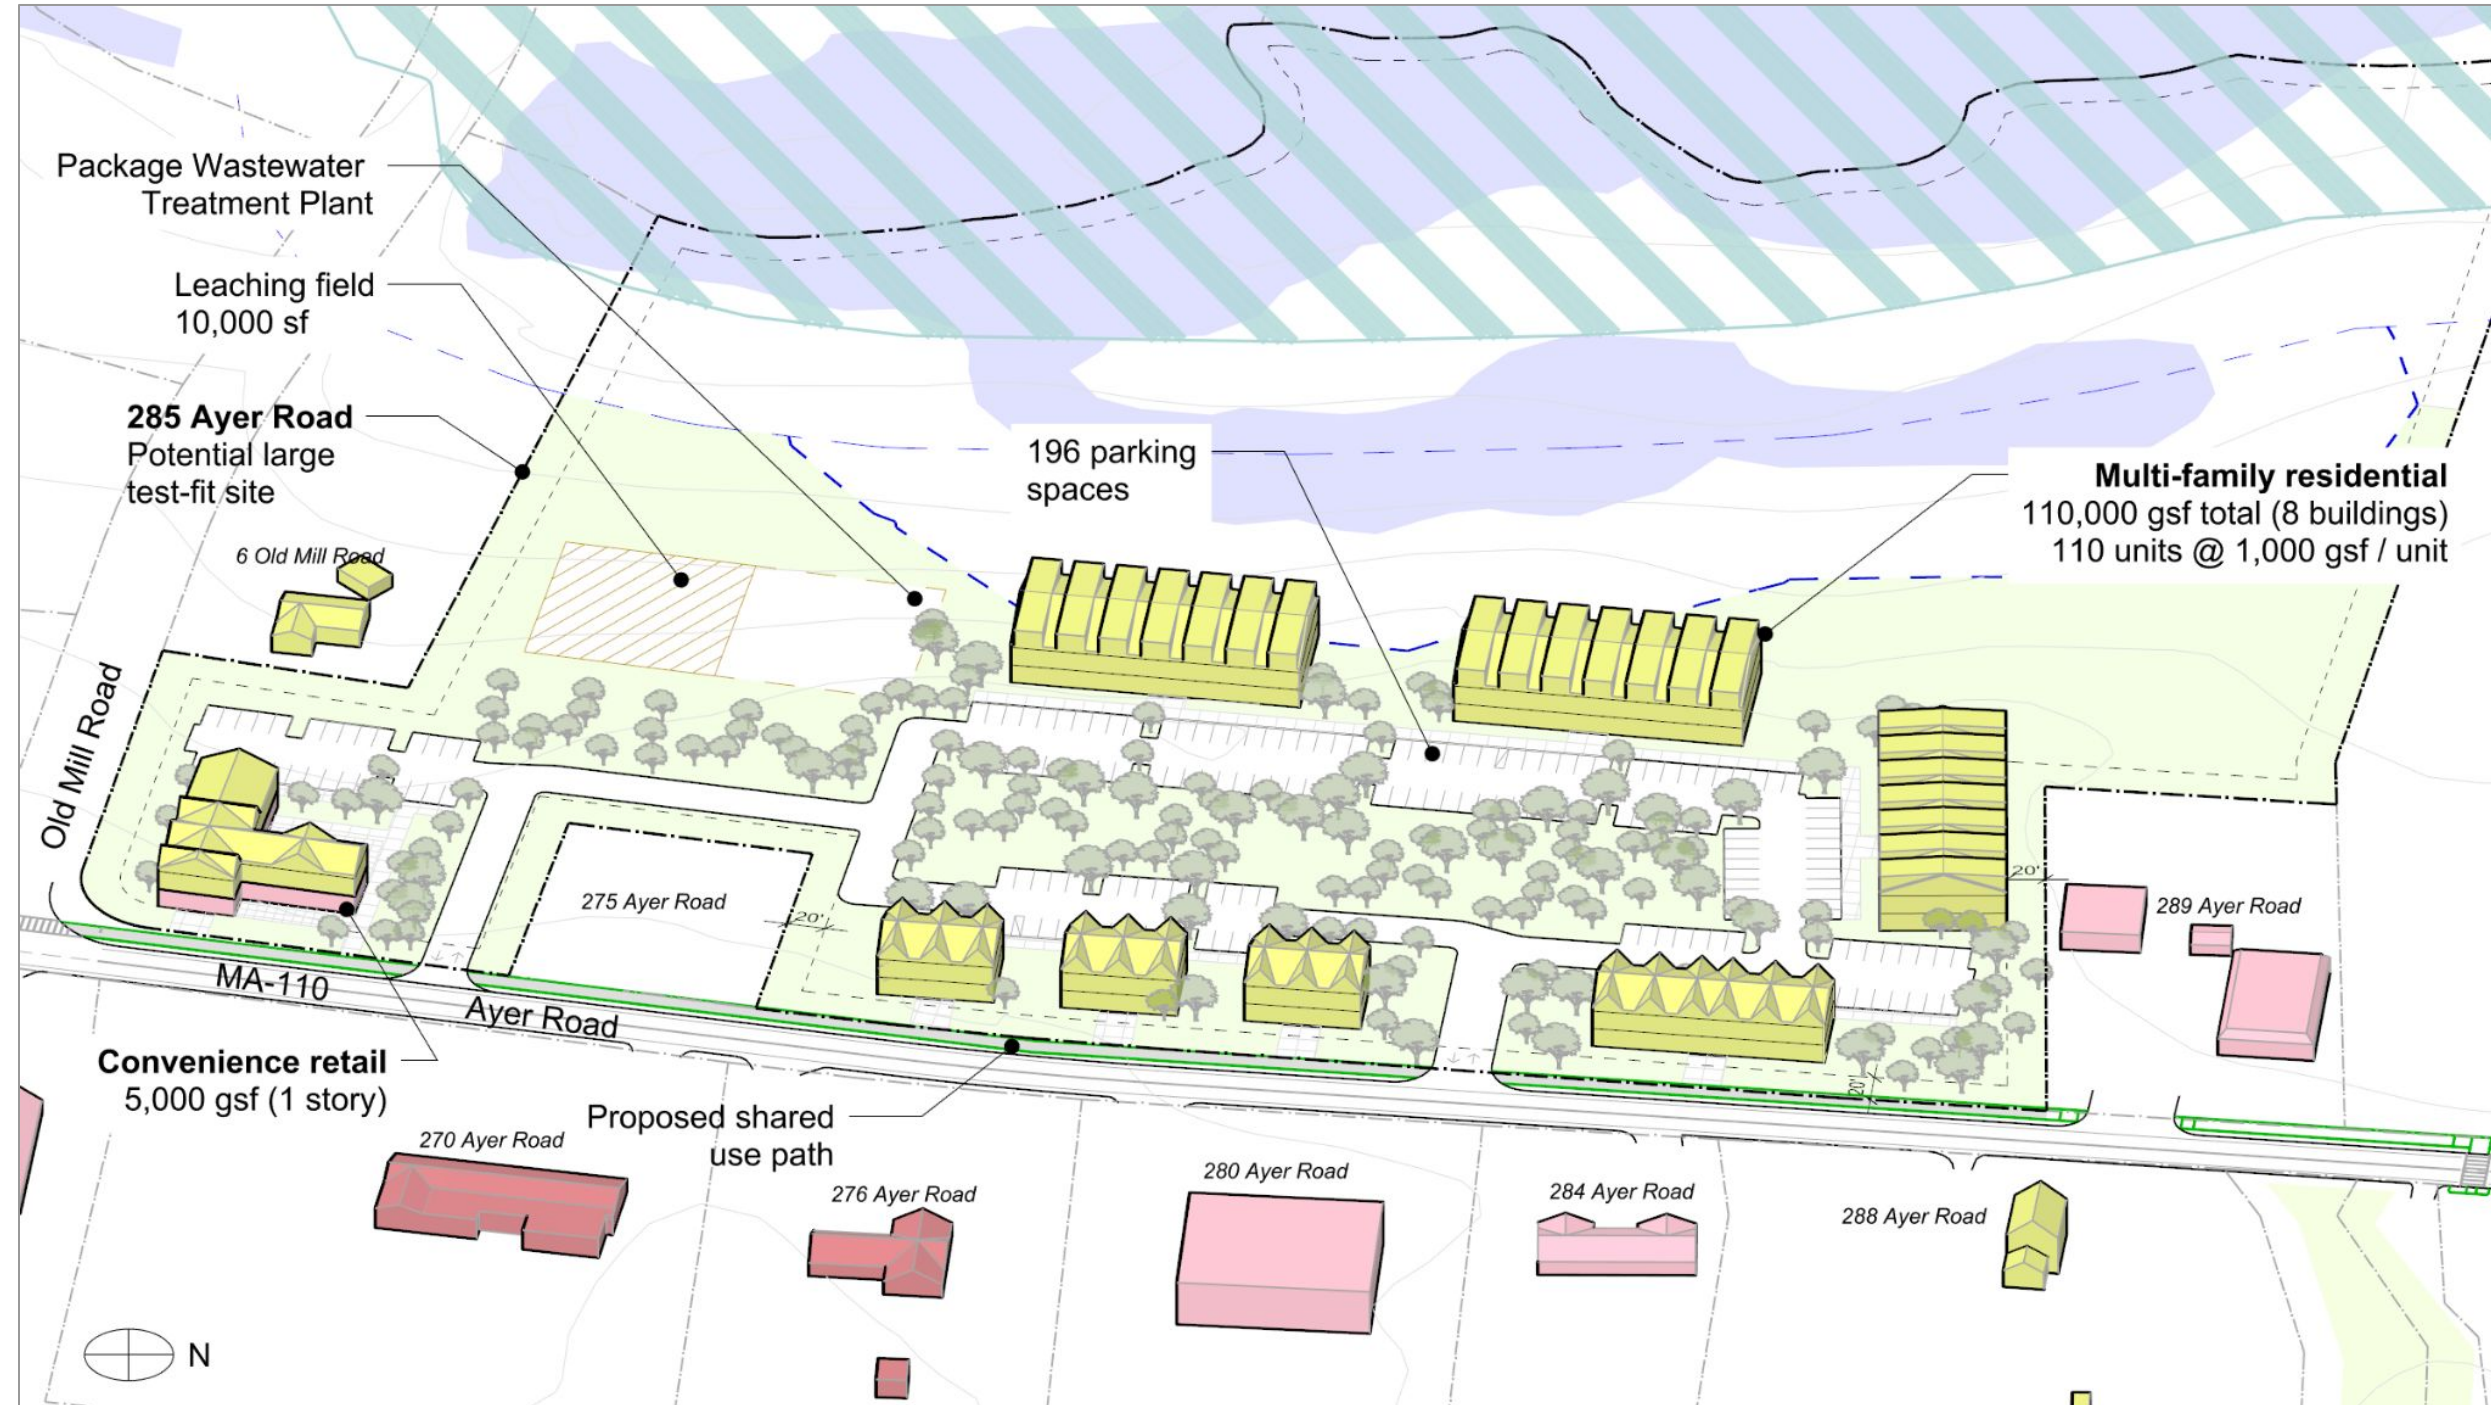 Package Wastewater
Treatment Plant
Leaching field
10,000 sf
285 Ayer Road
Potential large
test-fit site
196 parking
spaces
Multi-family residential
110,000 gsf total (8 buildings)
110 units @ 1,000 gsf / unit
6 Old Mill Road
Old Mill Road
275 Ayer Road
20'
20'
289 Ayer Road
MA-110
Ayer Road
20'
Convenience retail
5,000 gsf (1 story)
Proposed shared
use path
270 Ayer Road
276 Ayer Road
280 Ayer Road
284 Ayer Road
288 Ayer Road
N